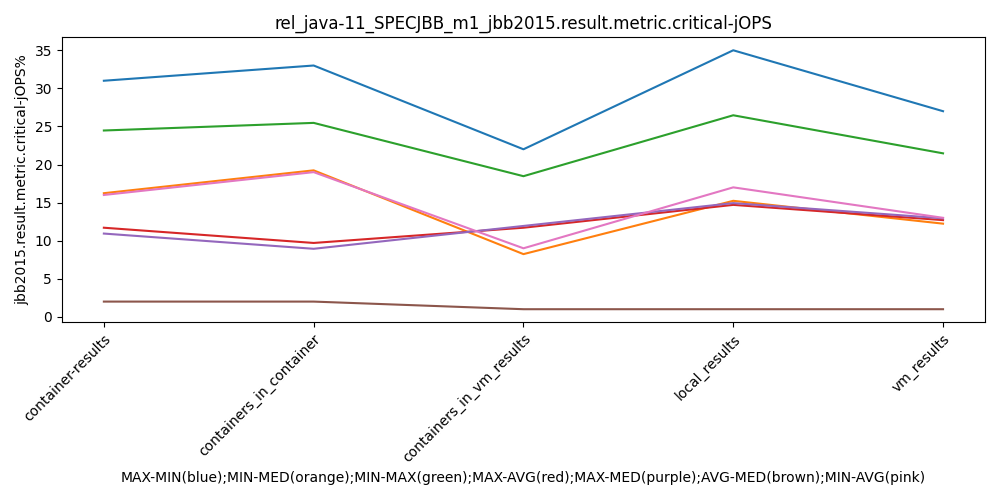 rel_java-11_SPECJBB_m1_jbb2015.result.metric.critical-jOPS
jbb2015.result.metric.critical-jOPS%
35
30
25
20
15
10
5
0
container-results
containers_in_container
containers_in_vm_results
local_results
vm_results
MAX-MIN(blue);MIN-MED(orange);MIN-MAX(green);MAX-AVG(red);MAX-MED(purple);AVG-MED(brown);MIN-AVG(pink)